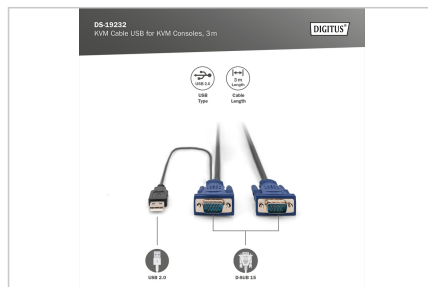 DS-19232
KVM Cable USB for KVM Consoles, 3 m
DIGITUS®
USB 2.0
USB
Type
3 m
Length
Cable
Length
USB 2.0
D-SUB 15